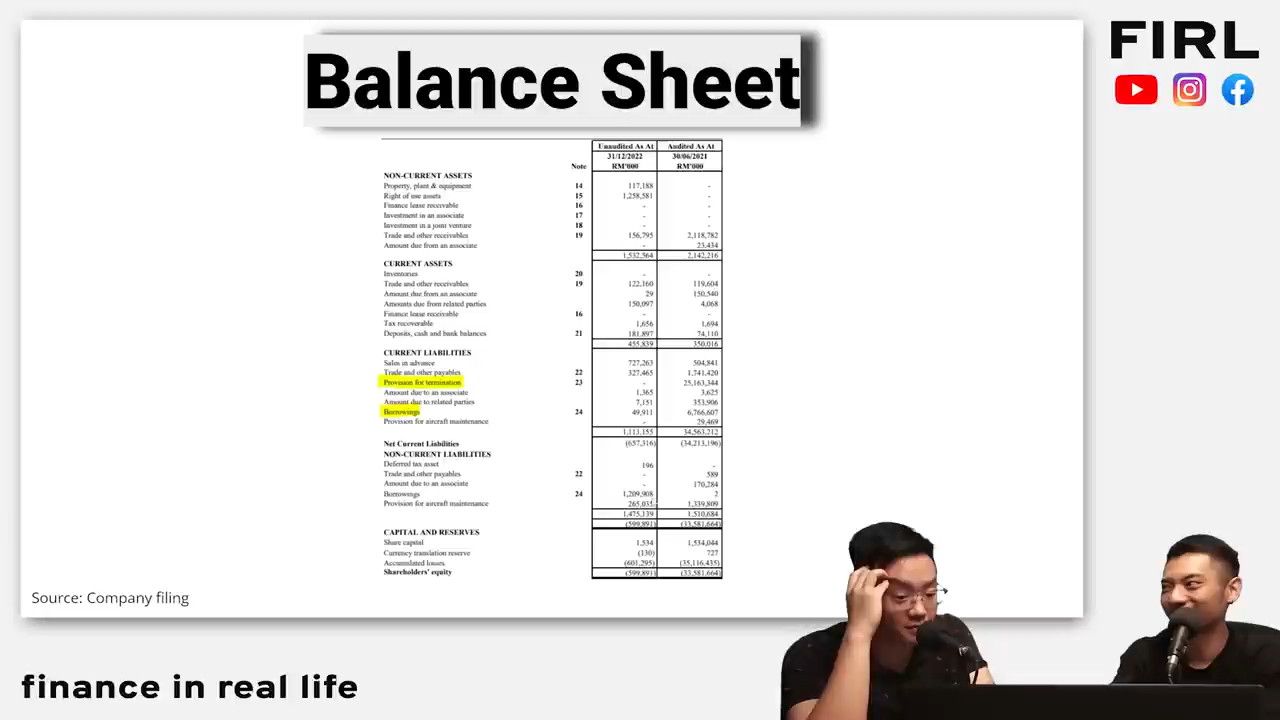 FIRL
Balance Sheet
Unaudited As At Audited As At
31/12/2022 30/06/2021
Note RM'000 RM'000
NON-CURRENT ASSETS
Property, plant & equipment 14 117,188 -
Right of use assets 15 1,258,581 -
Finance lease receivable 16 - -
Investment in an associate 17 - -
Investment in a joint venture 18 - -
Trade and other receivables 19 156,795 2,118,782
Amount due from an associate - 23,434
1,532,564 2,142,216
CURRENT ASSETS
Inventories 20 - -
Trade and other receivables 19 122,160 119,604
Amount due from an associate 29 150,540
Amounts due from related parties 150,097 4,068
Finance lease receivable 16 - -
Tax recoverable 1,656 1,694
Deposits, cash and bank balances 21 181,897 74,110
455,839 350,016
CURRENT LIABILITIES
Sales in advance 727,263 504,841
Trade and other payables 22 327,465 1,741,420
Provision for termination 23 - 25,163,344
Amount due to an associate 1,365 3,625
Amount due to related parties 7,151 353,906
Borrowings 24 49,911 6,766,607
Provision for aircraft maintenance - 29,469
1,113,155 34,563,212
Net Current Liabilities (657,316) (34,213,196)
NON-CURRENT LIABILITIES
Deferred tax asset 196 -
Trade and other payables 22 - 589
Amount due to an associate - 170,284
Borrowings 24 1,209,908 2
Provision for aircraft maintenance 265,035 1,339,809
1,475,139 1,510,684
(599,891) (33,581,664)
CAPITAL AND RESERVES
Share capital 1,534 1,534,044
Currency translation reserve (130) 727
Accumulated losses (601,295) (35,116,435)
Shareholders' equity (599,891) (33,581,664)
Source: Company filing
finance in real life